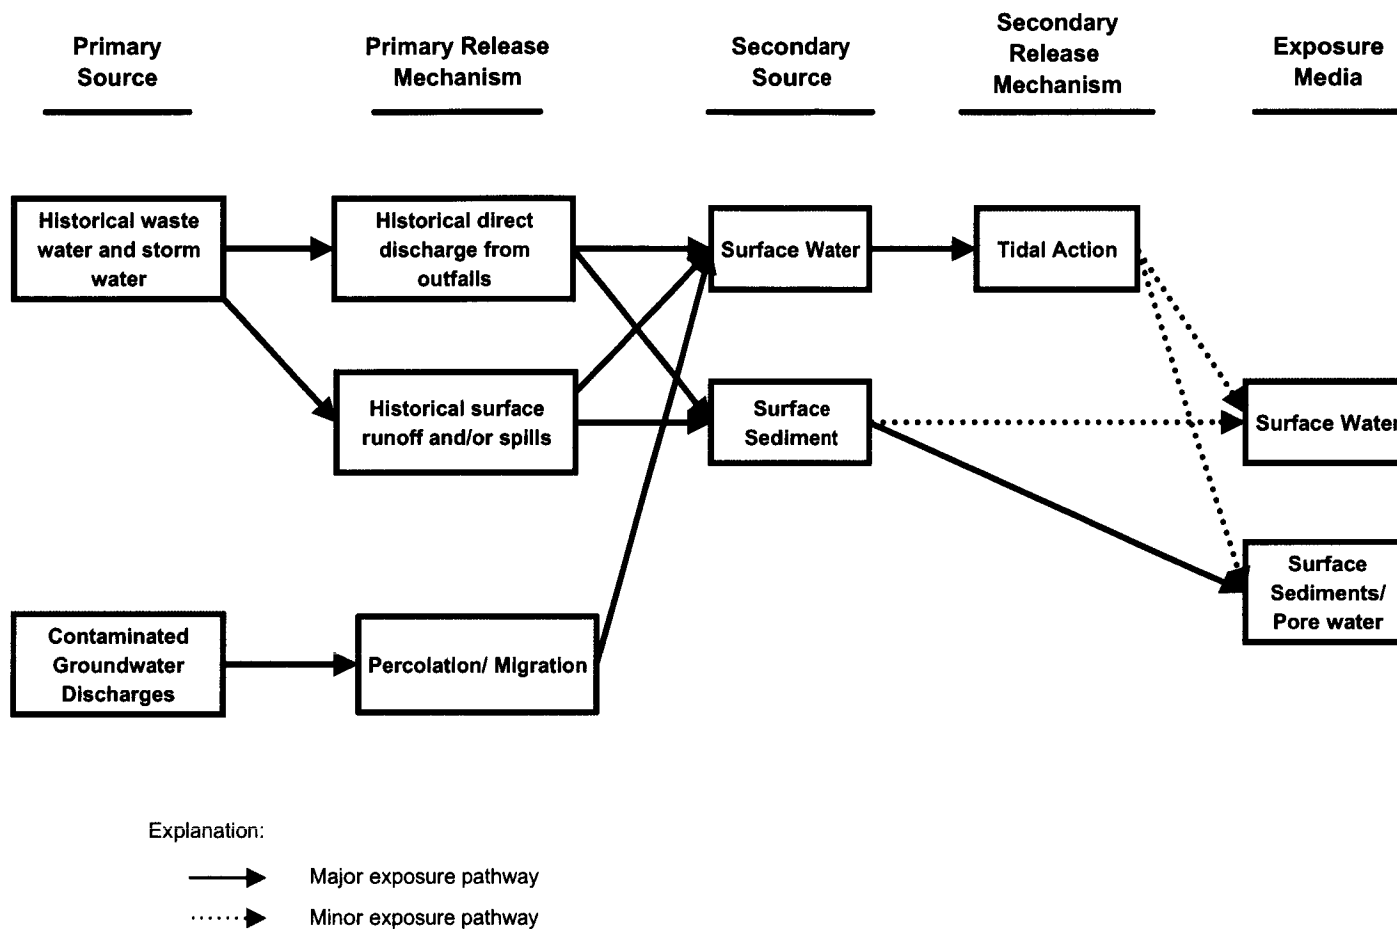 Primary
Source
Primary Release
Mechanism
Secondary
Source
Secondary
Release
Mechanism
Exposure
Media
Historical waste
water and storm
water
Historical direct
discharge from
outfalls
Surface Water
Tidal Action
Historical surface
runoff and/or spills
Surface
Sediment
Surface Water
Surface
Sediments/
Pore water
Contaminated
Groundwater
Discharges
Percolation/ Migration
Explanation:
Major exposure pathway
Minor exposure pathway